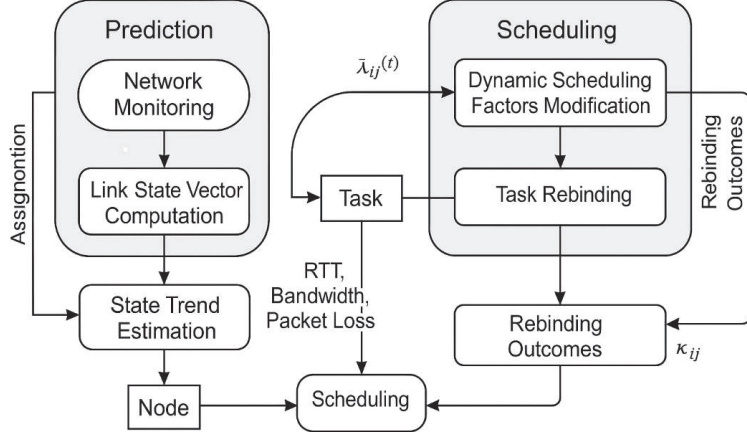 Prediction
Network
Monitoring
Link State Vector
Computation
Assignontion
State Trend
Estimation
Node
λ̄ᵢⱼ⁽ᵗ⁾
Task
RTT,
Bandwidth,
Packet Loss
Scheduling
Scheduling
Dynamic Scheduling
Factors Modification
Task Rebinding
Rebinding
Outcomes
Rebinding
Outcomes
κᵢⱼ